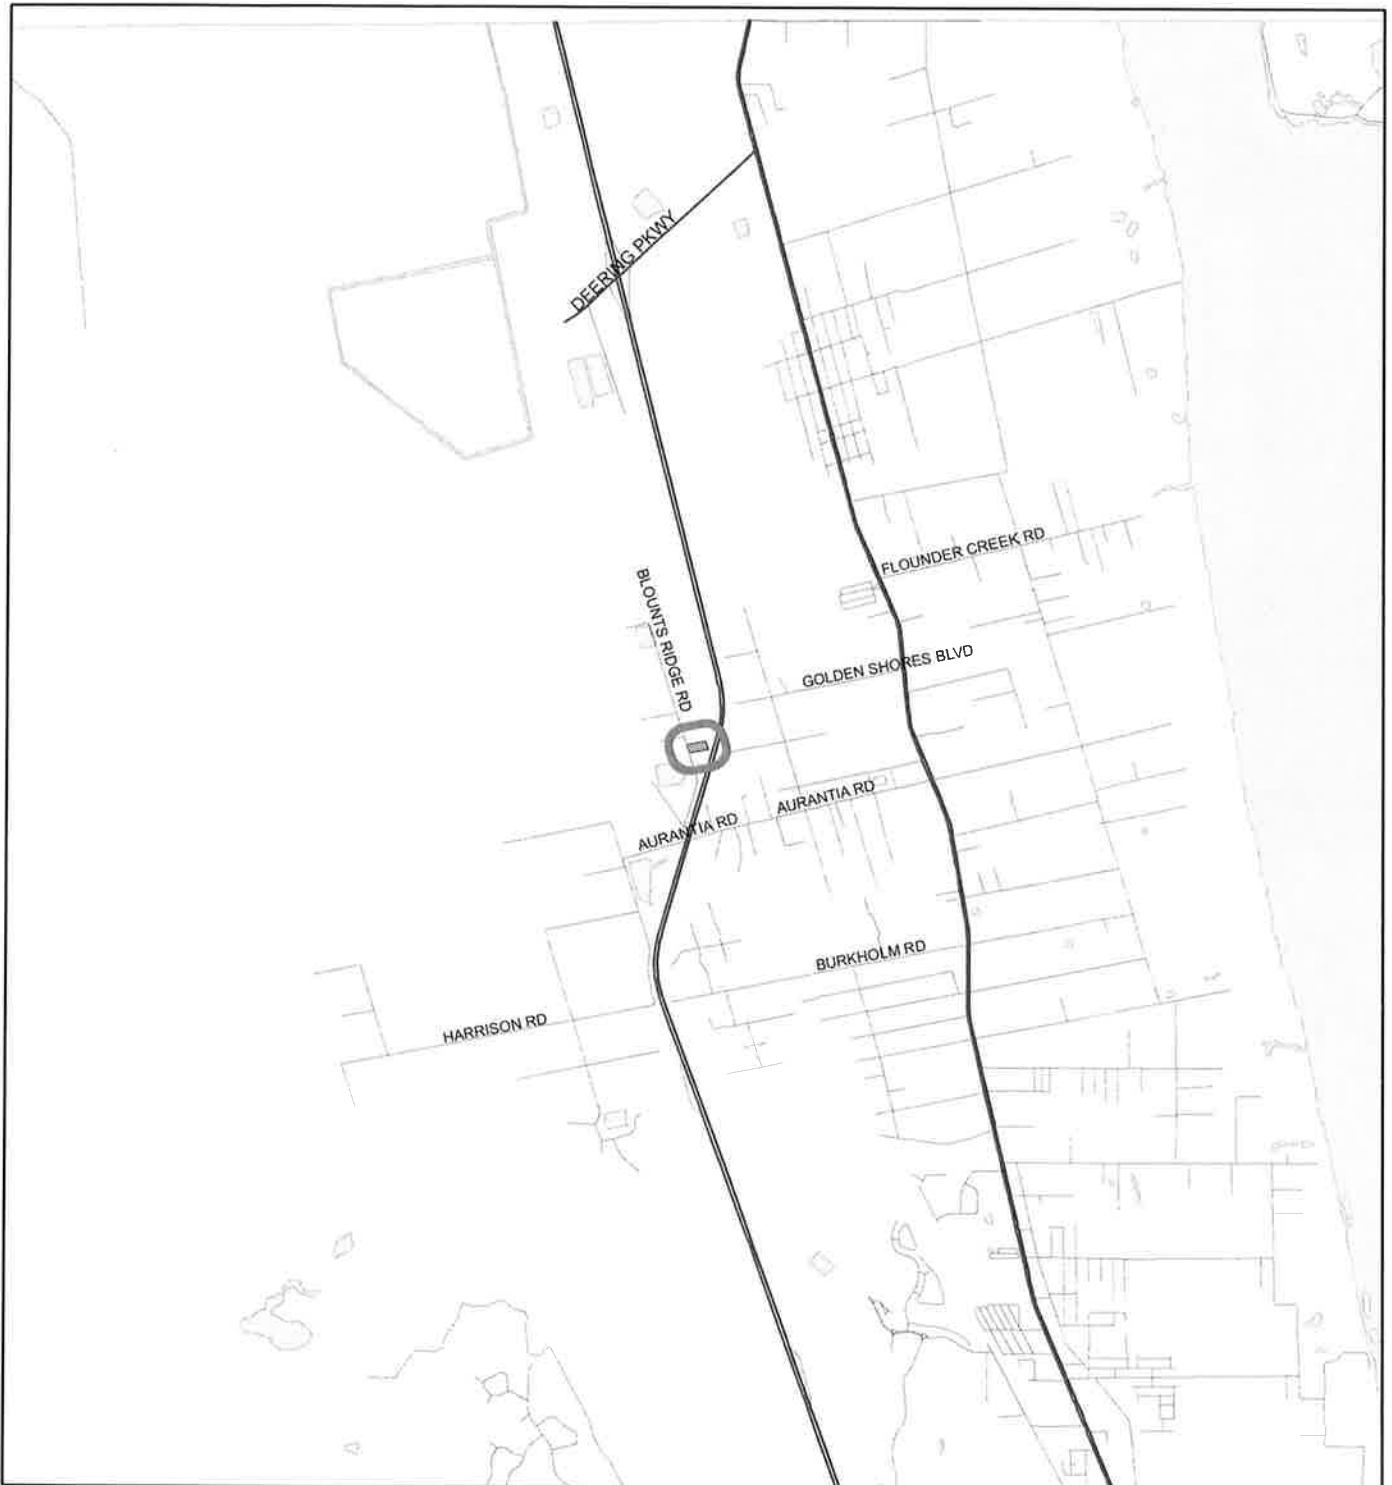 DEERING PKWY
FLOUNDER CREEK RD
BLOUNTS RIDGE RD
GOLDEN SHORES BLVD
AURANTIA RD
AURANTIA RD
BURKHOLM RD
HARRISON RD